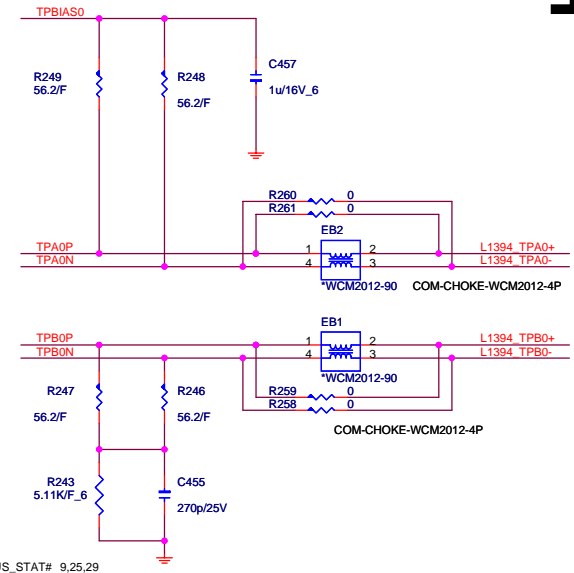 TPBIAS0
R249
56.2/F
R248
56.2/F
C457
1u/16V_6
R260 0
R261 0
EB2
TPA0P 1 2 L1394_TPA0+
TPA0N 4 3 L1394_TPA0-
*WCM2012-90 COM-CHOKE-WCM2012-4P
EB1
TPB0P 1 2 L1394_TPB0+
TPB0N 4 3 L1394_TPB0-
*WCM2012-90
R259 0
R258 0
COM-CHOKE-WCM2012-4P
R247
56.2/F
R246
56.2/F
R243
5.11K/F_6
C455
270p/25V
S_STAT# 9,25,29